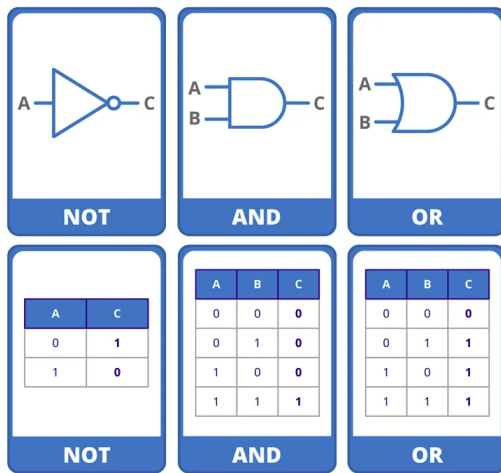 A C
A
B
C
A
B
C
NOT
AND
OR
A C
0 1
1 0
A B C
0 0 0
0 1 0
1 0 0
1 1 1
A B C
0 0 0
0 1 1
1 0 1
1 1 1
NOT
AND
OR